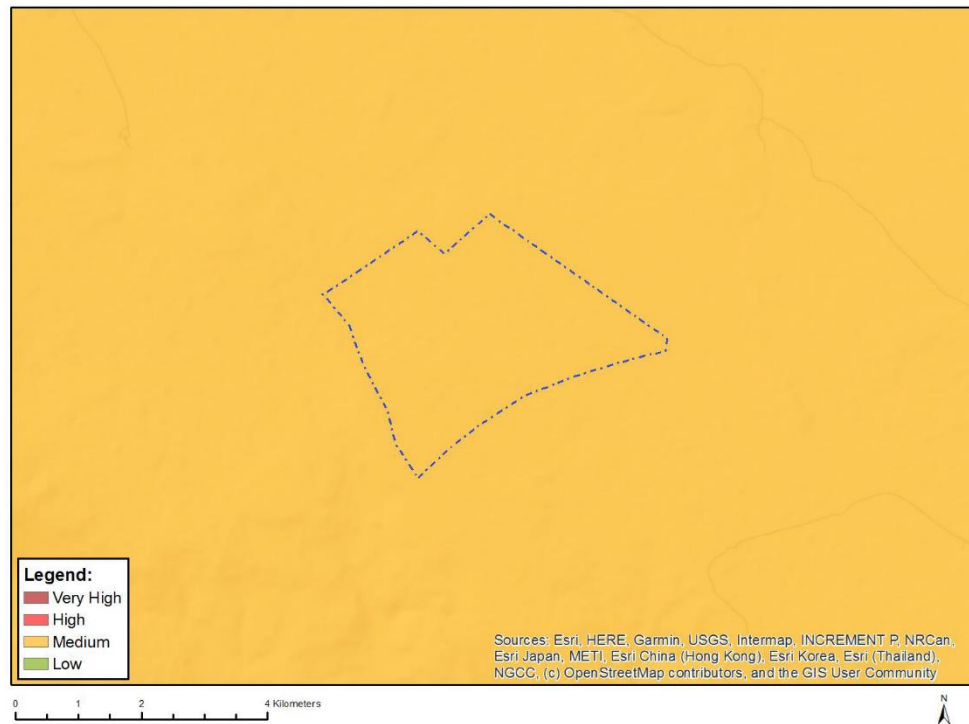 Legend:
Very High
High
Medium
Low
Sources: Esri, HERE, Garmin, USGS, Intermap, INCREMENT P, NRCan,
Esri Japan, METI, Esri China (Hong Kong), Esri Korea, Esri (Thailand),
NGCC, (c) OpenStreetMap contributors, and the GIS User Community
0 1 2 4 Kilometers
N